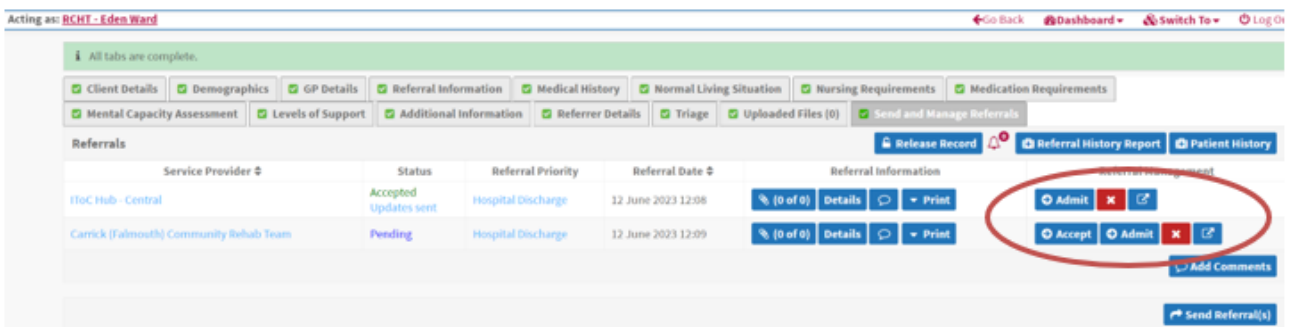 Acting as: RCHT - Eden Ward Go Back Dashboard Switch To
All tabs are complete.
Client Details Demographics GP Details Referral Information Medical History Normal Living Situation Nursing Requirements Medication Requirements
Mental Capacity Assessment Levels of Support Additional Information Referrer Details Triage Uploaded Files (0) Send and Manage Referrals
Referrals Release Record Referral History Report Patient History
Service Provider Status Referral Priority Referral Date Referral Information Referral Management
IToC Hub - Central Accepted Hospital Discharge 12 June 2023 12:08 (0 of 0) Details Print Admit
Updates sent
Carrick (Falmouth) Community Rehab Team Pending Hospital Discharge 12 June 2023 12:09 (0 of 0) Details Print Accept Admit
Add Comments
Send Referral(s)